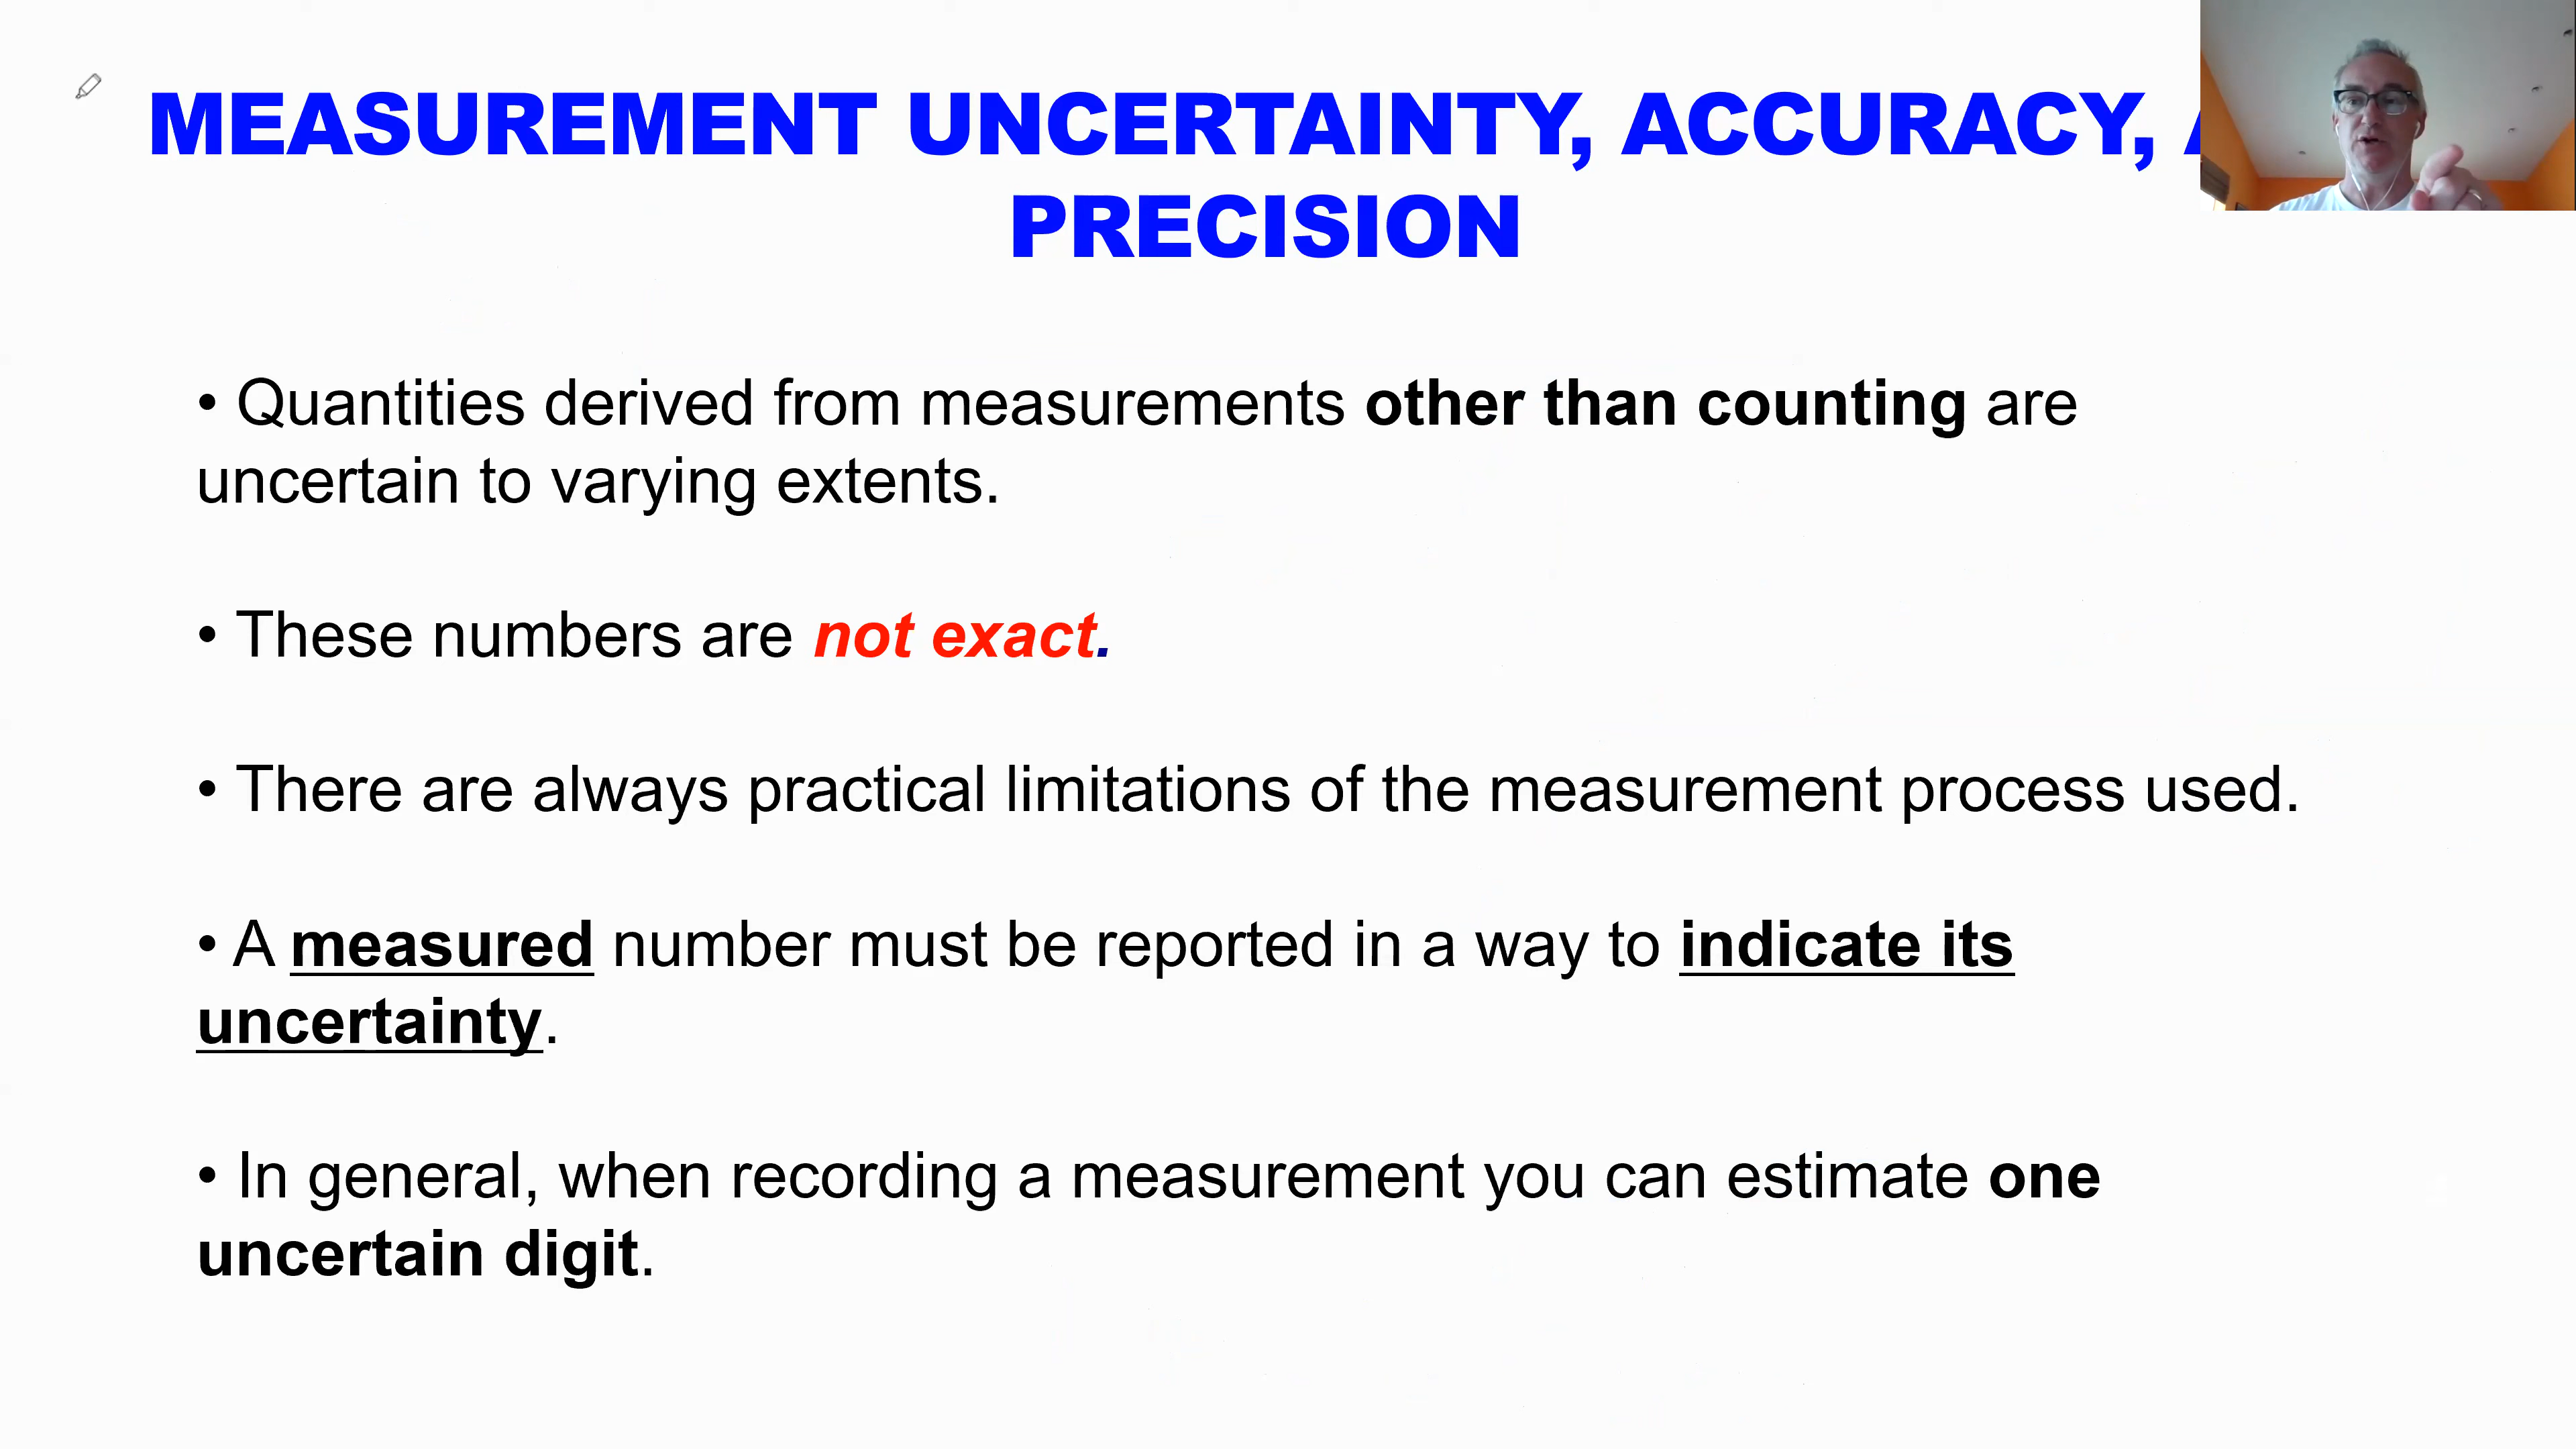 MEASUREMENT UNCERTAINTY, ACCURACY,
PRECISION
• Quantities derived from measurements other than counting are
uncertain to varying extents.
• These numbers are not exact.
• There are always practical limitations of the measurement process used.
• A measured number must be reported in a way to indicate its
uncertainty.
• In general, when recording a measurement you can estimate one
uncertain digit.